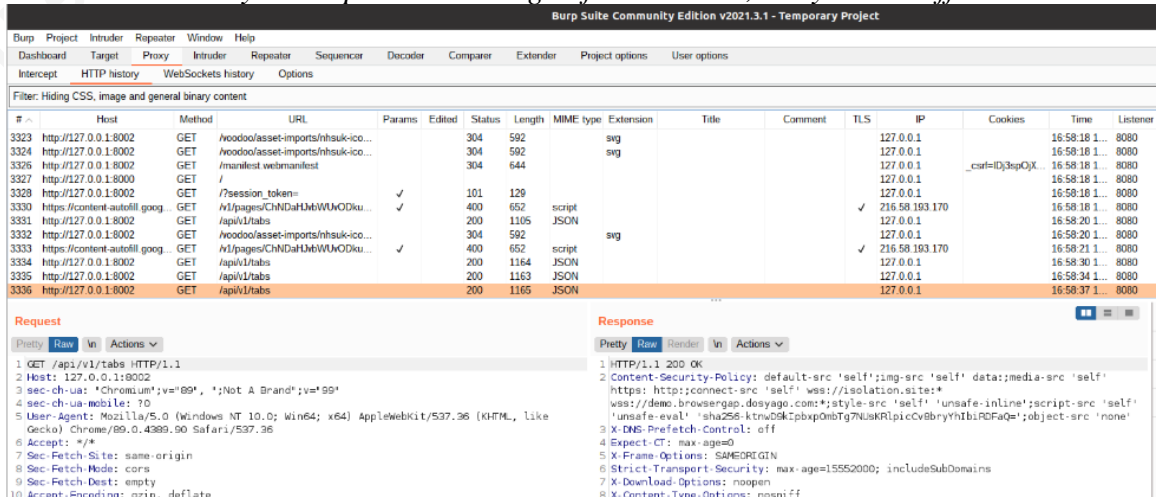 Burp Suite Community Edition v2021.3.1 - Temporary Project
Burp Project Intruder Repeater Window Help
Dashboard Target Proxy Intruder Repeater Sequencer Decoder Comparer Extender Project options User options
Intercept HTTP history WebSockets history Options
Filter: Hiding CSS, image and general binary content
# Host Method URL Params Edited Status Length MIME type Extension Title Comment TLS IP Cookies Time Listener
3323 http://127.0.0.1:8002 GET /voodoo/asset-imports/nhsuk-ico... 304 592 svg 127.0.0.1 16:58:18 1... 8080
3324 http://127.0.0.1:8002 GET /voodoo/asset-imports/nhsuk-ico... 304 592 svg 127.0.0.1 16:58:18 1... 8080
3326 http://127.0.0.1:8002 GET /manifest.webmanifest 304 644 127.0.0.1 _csrf=IDj3spOjX... 16:58:18 1... 8080
3327 http://127.0.0.1:8000 GET / 127.0.0.1 16:58:18 1... 8080
3328 http://127.0.0.1:8002 GET /?session_token= ✓ 101 129 127.0.0.1 16:58:18 1... 8080
3330 https://content-autofill.goog... GET /v1/pages/ChNDaHJvbWUvODku... ✓ 400 652 script ✓ 216.58.193.170 16:58:18 1... 8080
3331 http://127.0.0.1:8002 GET /api/v1/tabs 200 1105 JSON 127.0.0.1 16:58:20 1... 8080
3332 http://127.0.0.1:8002 GET /voodoo/asset-imports/nhsuk-ico... 304 592 svg 127.0.0.1 16:58:20 1... 8080
3333 https://content-autofill.goog... GET /v1/pages/ChNDaHJvbWUvODku... ✓ 400 652 script ✓ 216.58.193.170 16:58:21 1... 8080
3334 http://127.0.0.1:8002 GET /api/v1/tabs 200 1164 JSON 127.0.0.1 16:58:30 1... 8080
3335 http://127.0.0.1:8002 GET /api/v1/tabs 200 1163 JSON 127.0.0.1 16:58:34 1... 8080
3336 http://127.0.0.1:8002 GET /api/v1/tabs 200 1165 JSON 127.0.0.1 16:58:37 1... 8080
Request
Pretty Raw \n Actions
1 GET /api/v1/tabs HTTP/1.1
2 Host: 127.0.0.1:8002
3 sec-ch-ua: "Chromium";v="89", ";Not A Brand";v="99"
4 sec-ch-ua-mobile: ?0
5 User-Agent: Mozilla/5.0 (Windows NT 10.0; Win64; x64) AppleWebKit/537.36 (KHTML, like
Gecko) Chrome/89.0.4389.90 Safari/537.36
6 Accept: */*
7 Sec-Fetch-Site: same-origin
8 Sec-Fetch-Mode: cors
9 Sec-Fetch-Dest: empty
10 Accept-Encoding: gzip, deflate
Response
Pretty Raw Render \n Actions
1 HTTP/1.1 200 OK
2 Content-Security-Policy: default-src 'self';img-src 'self' data:;media-src 'self'
https: http:;connect-src 'self' wss://isolation.site:*
wss://demo.browsergap.dosyago.com:*;style-src 'self' 'unsafe-inline';script-src 'self'
'unsafe-eval'
3 X-DNS-Prefetch-Control: off
4 Expect-CT: max-age=0
5 X-Frame-Options: SAMEORIGIN
6 Strict-Transport-Security: max-age=15552000; includeSubDomains
7 X-Download-Options: noopen
8 X-Content-Type-Options: nosniff